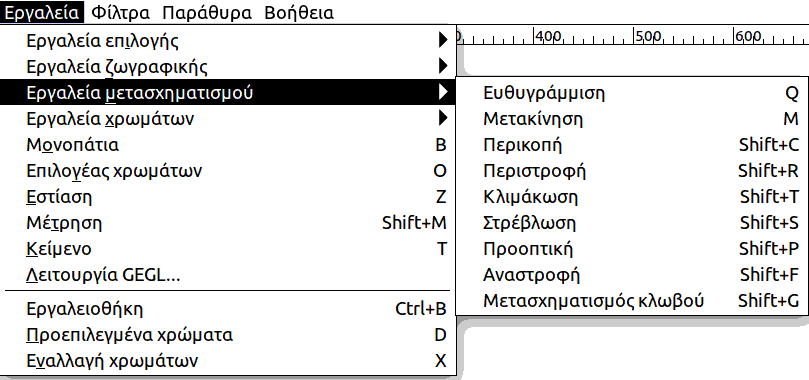 Εργαλεία Φίλτρα Παράθυρα Βοήθεια
Εργαλεία επιλογής
Εργαλεία ζωγραφικής
Εργαλεία μετασχηματισμού
Εργαλεία χρωμάτων
Μονοπάτια B
Επιλογέας χρωμάτων O
Εστίαση Z
Μέτρηση Shift+M
Κείμενο T
Λειτουργία GEGL...
Εργαλειοθήκη Ctrl+B
Προεπιλεγμένα χρώματα D
Εναλλαγή χρωμάτων X
400 500 600
Ευθυγράμμιση Q
Μετακίνηση M
Περικοπή Shift+C
Περιστροφή Shift+R
Κλιμάκωση Shift+T
Στρέβλωση Shift+S
Προοπτική Shift+P
Αναστροφή Shift+F
Μετασχηματισμός κλωβού Shift+G